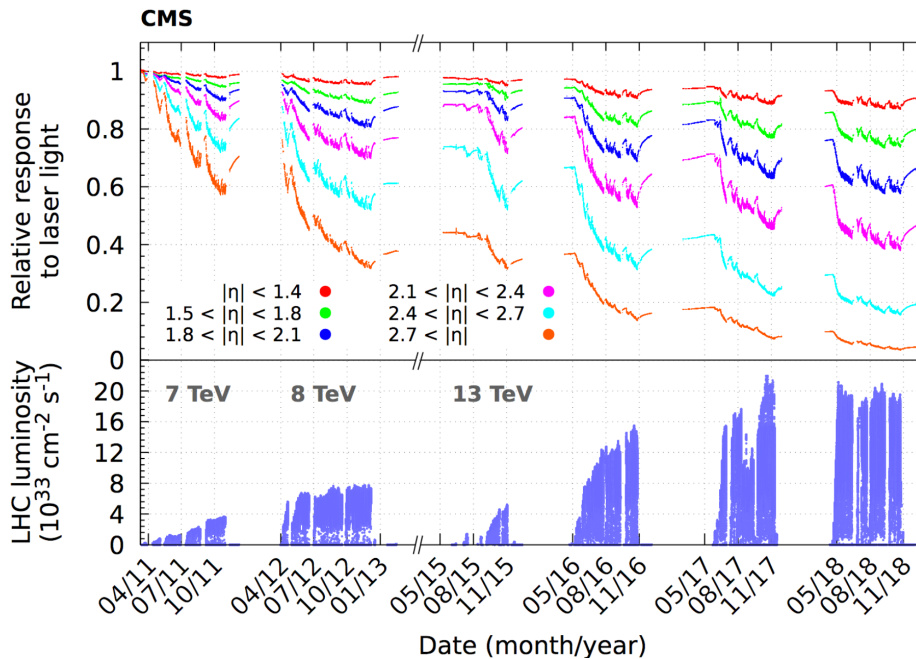 CMS
Relative response
to laser light
1
0.8
0.6
0.4
0.2
0
|η| < 1.4
1.5 < |η| < 1.8
1.8 < |η| < 2.1
2.1 < |η| < 2.4
2.4 < |η| < 2.7
2.7 < |η|
LHC luminosity
(10³³ cm⁻² s⁻¹)
20
16
12
8
4
0
7 TeV
8 TeV
13 TeV
04/11
07/11
10/11
04/12
07/12
10/12
01/13
05/15
08/15
11/15
05/16
08/16
11/16
05/17
08/17
11/17
05/18
08/18
11/18
Date (month/year)